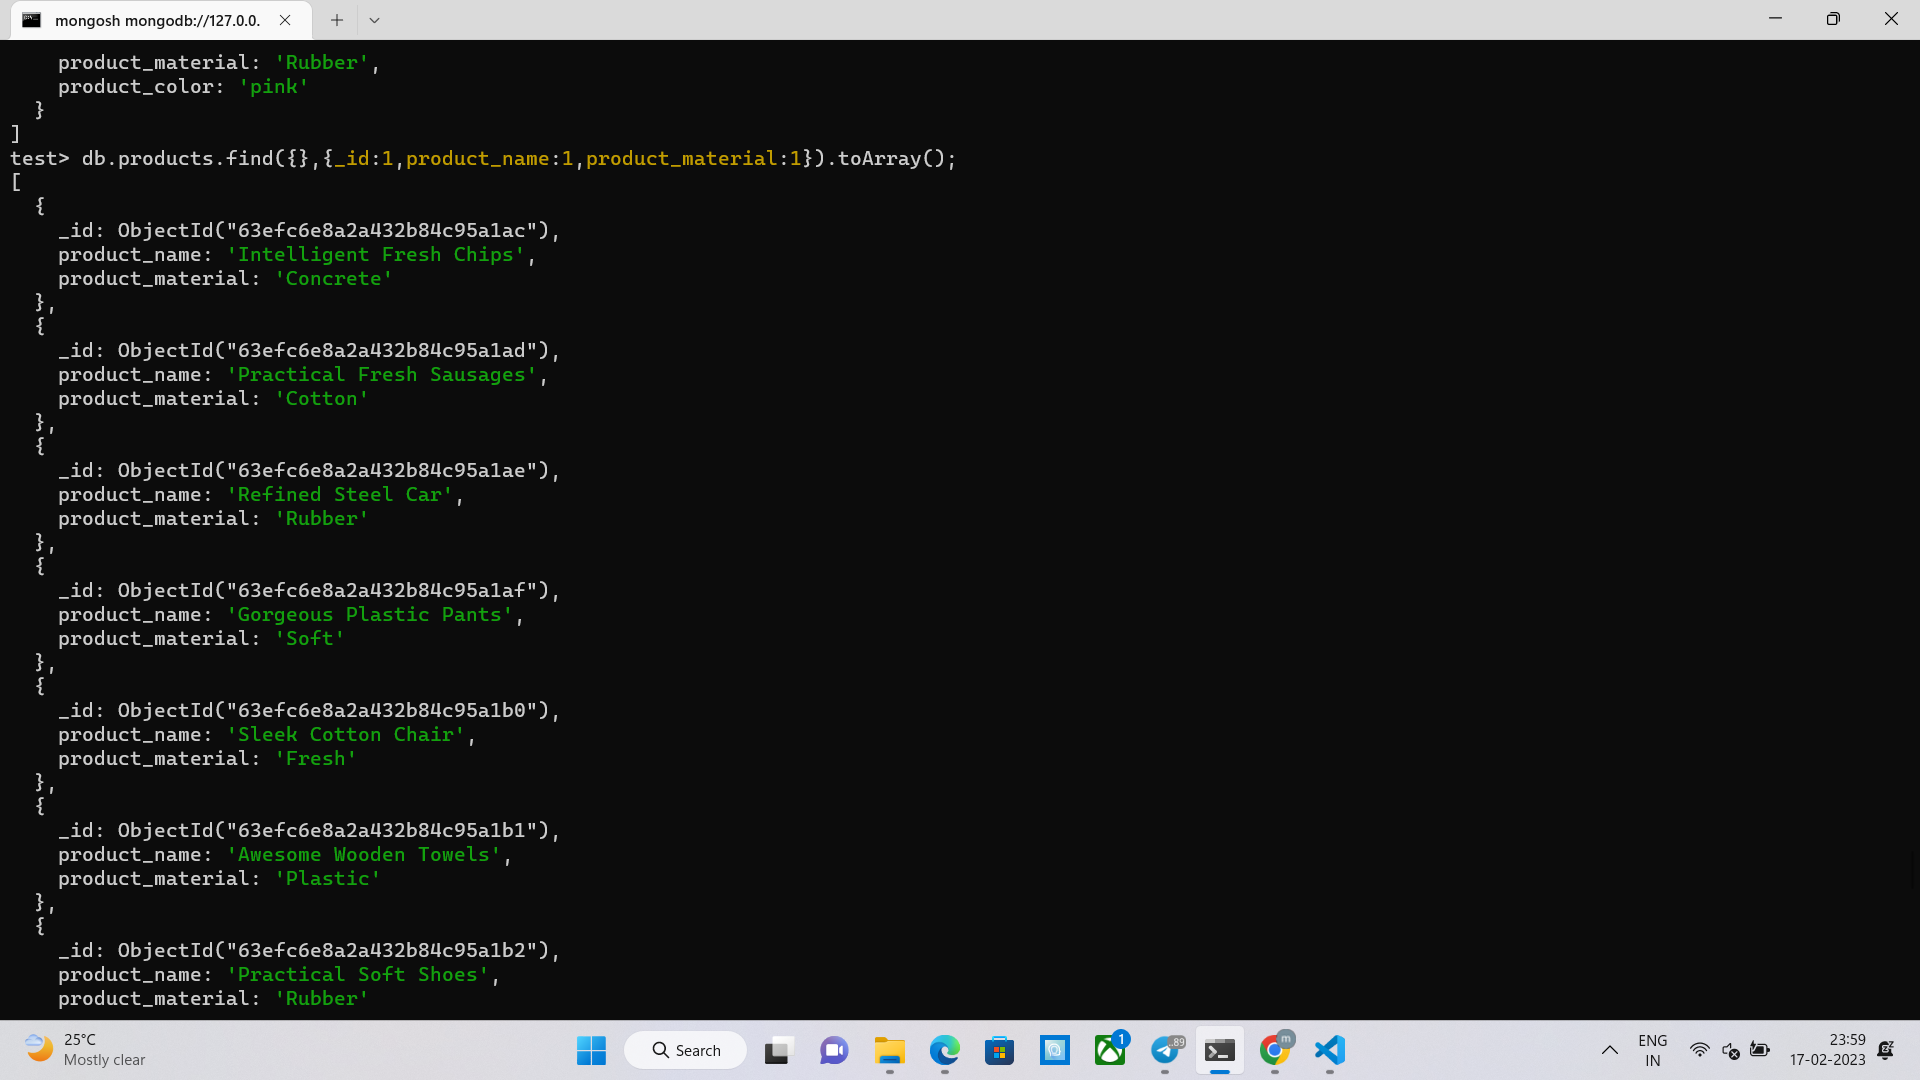 mongosh mongodb://127.0.0.
    product_material: 'Rubber',
    product_color: 'pink'
  }
]
test> db.products.find({},{_id:1,product_name:1,product_material:1}).toArray();
[
  {
    _id: ObjectId("63efc6e8a2a432b84c95a1ac"),
    product_name: 'Intelligent Fresh Chips',
    product_material: 'Concrete'
  },
  {
    _id: ObjectId("63efc6e8a2a432b84c95a1ad"),
    product_name: 'Practical Fresh Sausages',
    product_material: 'Cotton'
  },
  {
    _id: ObjectId("63efc6e8a2a432b84c95a1ae"),
    product_name: 'Refined Steel Car',
    product_material: 'Rubber'
  },
  {
    _id: ObjectId("63efc6e8a2a432b84c95a1af"),
    product_name: 'Gorgeous Plastic Pants',
    product_material: 'Soft'
  },
  {
    _id: ObjectId("63efc6e8a2a432b84c95a1b0"),
    product_name: 'Sleek Cotton Chair',
    product_material: 'Fresh'
  },
  {
    _id: ObjectId("63efc6e8a2a432b84c95a1b1"),
    product_name: 'Awesome Wooden Towels',
    product_material: 'Plastic'
  },
  {
    _id: ObjectId("63efc6e8a2a432b84c95a1b2"),
    product_name: 'Practical Soft Shoes',
    product_material: 'Rubber'
25°C
Mostly clear
Search
1
..89
m
ENG
IN
23:59
17-02-2023